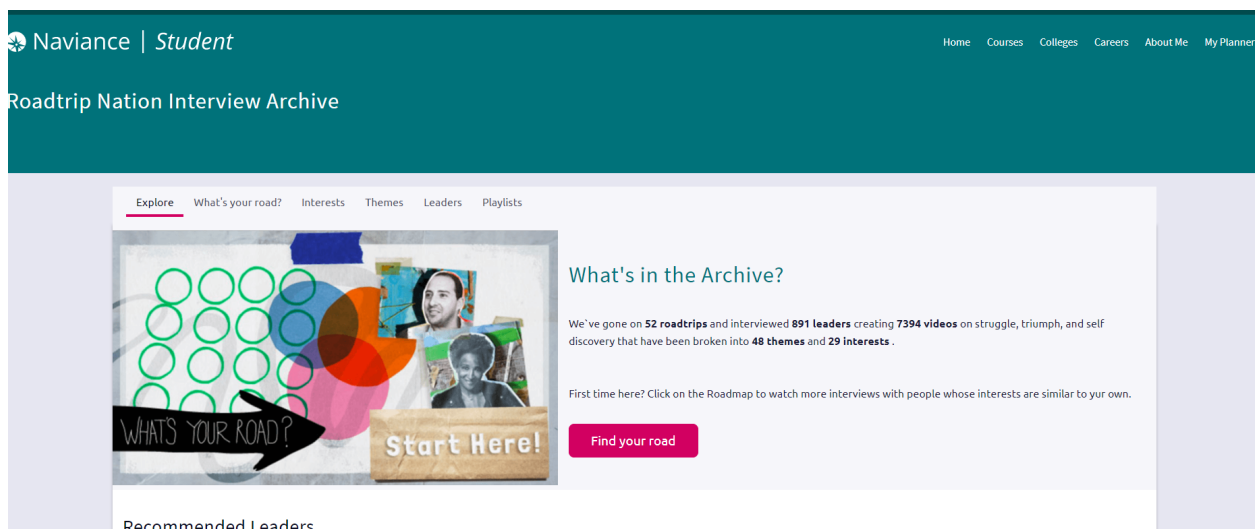 Naviance | Student
Home Courses Colleges Careers About Me My Planner
Roadtrip Nation Interview Archive
Explore What's your road? Interests Themes Leaders Playlists
WHAT'S YOUR ROAD?
Start Here!
What's in the Archive?
We`ve gone on 52 roadtrips and interviewed 891 leaders creating 7394 videos on struggle, triumph, and self
discovery that have been broken into 48 themes and 29 interests .
First time here? Click on the Roadmap to watch more interviews with people whose interests are similar to yur own.
Find your road
Recommended Leaders